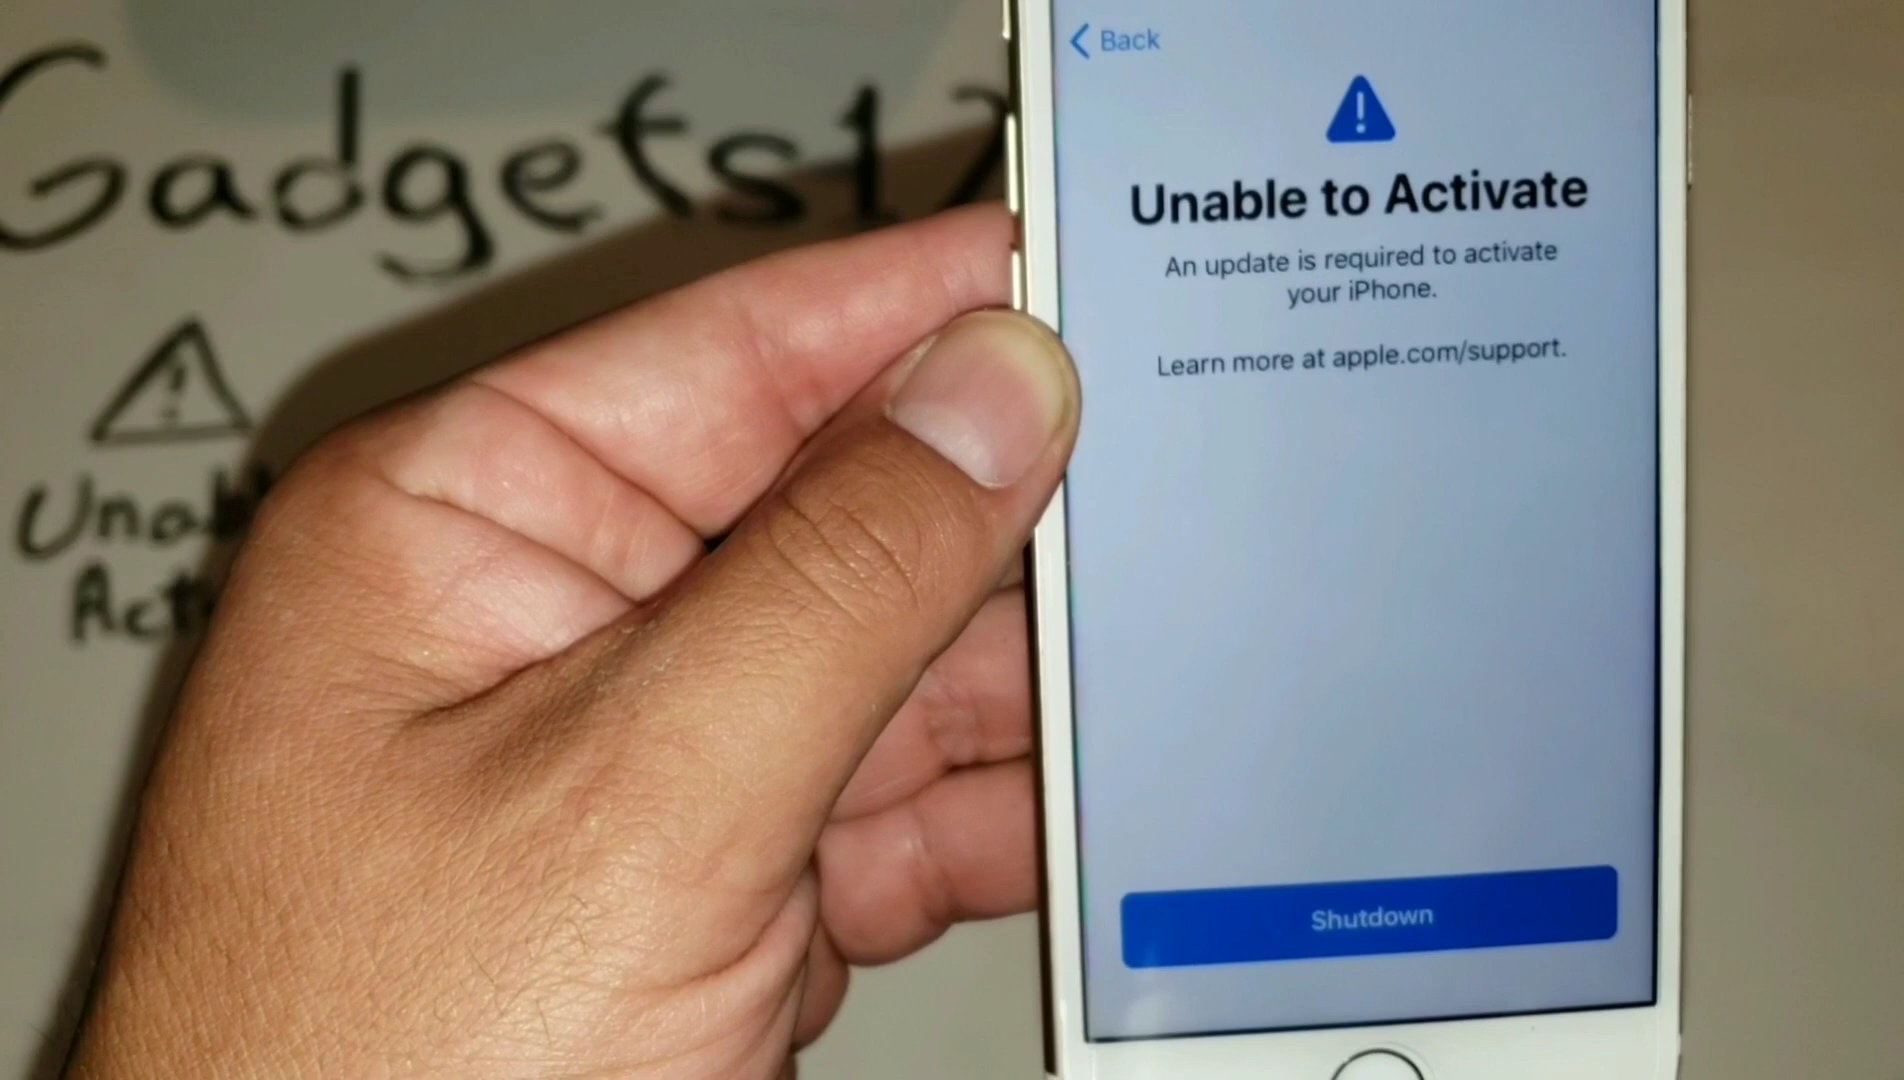 Gadgets1
Back
Unable to Activate
An update is required to activate
your iPhone.
Learn more at apple.com/support.
Shutdown